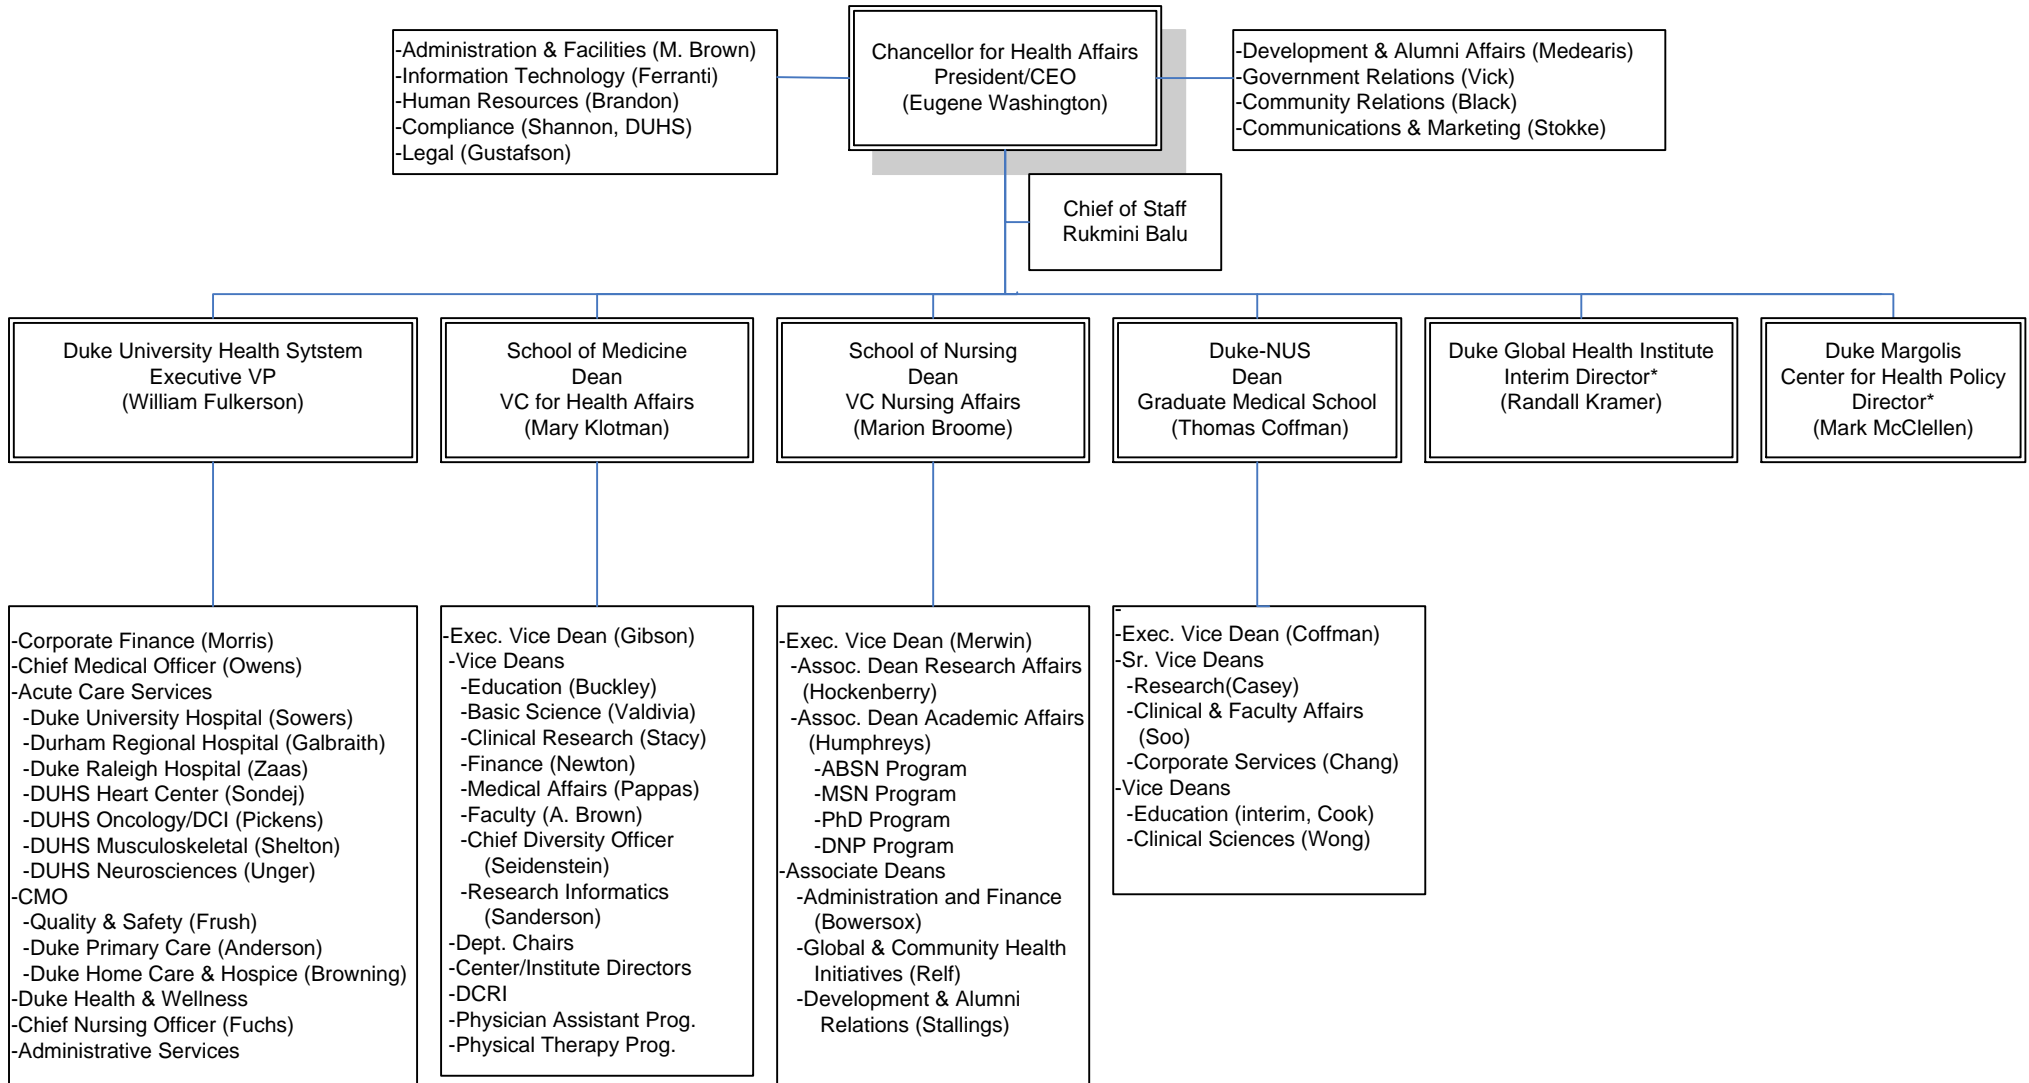 -Administration & Facilities (M. Brown)
-Information Technology (Ferranti)
-Human Resources (Brandon)
-Compliance (Shannon, DUHS)
-Legal (Gustafson)
Chancellor for Health Affairs
President/CEO
(Eugene Washington)
-Development & Alumni Affairs (Medearis)
-Government Relations (Vick)
-Community Relations (Black)
-Communications & Marketing (Stokke)
Chief of Staff
Rukmini Balu
Duke University Health Sytstem
Executive VP
(William Fulkerson)
School of Medicine
Dean
VC for Health Affairs
(Mary Klotman)
School of Nursing
Dean
VC Nursing Affairs
(Marion Broome)
Duke-NUS
Dean
Graduate Medical School
(Thomas Coffman)
Duke Global Health Institute
Interim Director*
(Randall Kramer)
Duke Margolis
Center for Health Policy
Director*
(Mark McClellen)
-Corporate Finance (Morris)
-Chief Medical Officer (Owens)
-Acute Care Services
-Duke University Hospital (Sowers)
-Durham Regional Hospital (Galbraith)
-Duke Raleigh Hospital (Zaas)
-DUHS Heart Center (Sondej)
-DUHS Oncology/DCI (Pickens)
-DUHS Musculoskeletal (Shelton)
-DUHS Neurosciences (Unger)
-CMO
-Quality & Safety (Frush)
-Duke Primary Care (Anderson)
-Duke Home Care & Hospice (Browning)
-Duke Health & Wellness
-Chief Nursing Officer (Fuchs)
-Administrative Services
-Exec. Vice Dean (Gibson)
-Vice Deans
-Education (Buckley)
-Basic Science (Valdivia)
-Clinical Research (Stacy)
-Finance (Newton)
-Medical Affairs (Pappas)
-Faculty (A. Brown)
-Chief Diversity Officer
(Seidenstein)
-Research Informatics
(Sanderson)
-Dept. Chairs
-Center/Institute Directors
-DCRI
-Physician Assistant Prog.
-Physical Therapy Prog.
-Exec. Vice Dean (Merwin)
-Assoc. Dean Research Affairs
(Hockenberry)
-Assoc. Dean Academic Affairs
(Humphreys)
-ABSN Program
-MSN Program
-PhD Program
-DNP Program
-Associate Deans
-Administration and Finance
(Bowersox)
-Global & Community Health
Initiatives (Relf)
-Development & Alumni
Relations (Stallings)
-
-Exec. Vice Dean (Coffman)
-Sr. Vice Deans
-Research(Casey)
-Clinical & Faculty Affairs
(Soo)
-Corporate Services (Chang)
-Vice Deans
-Education (interim, Cook)
-Clinical Sciences (Wong)